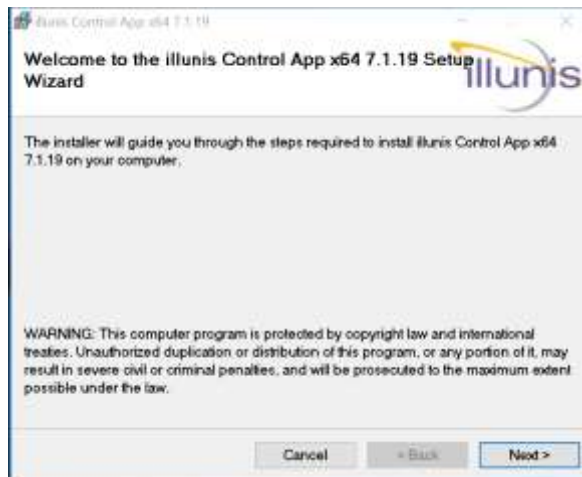 illunis Control App x64 7.1.19
Welcome to the illunis Control App x64 7.1.19 Setup
Wizard
illunis
The installer will guide you through the steps required to install illunis Control App x64
7.1.19 on your computer.
WARNING: This computer program is protected by copyright law and international
treaties. Unauthorized duplication or distribution of this program, or any portion of it, may
result in severe civil or criminal penalties, and will be prosecuted to the maximum extent
possible under the law.
Cancel < Back Next >